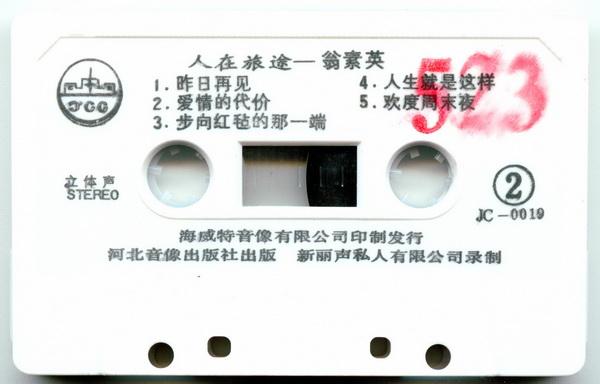 人在旅途—翁素英
1. 昨日再见
2. 爱情的代价
3. 步向红毡的那一端
4. 人生就是这样
5. 欢度周末夜
523
JCC
立体声
STEREO
2
JC-0019
海威特音像有限公司印制发行
河北音像出版社出版 新丽声私人有限公司录制